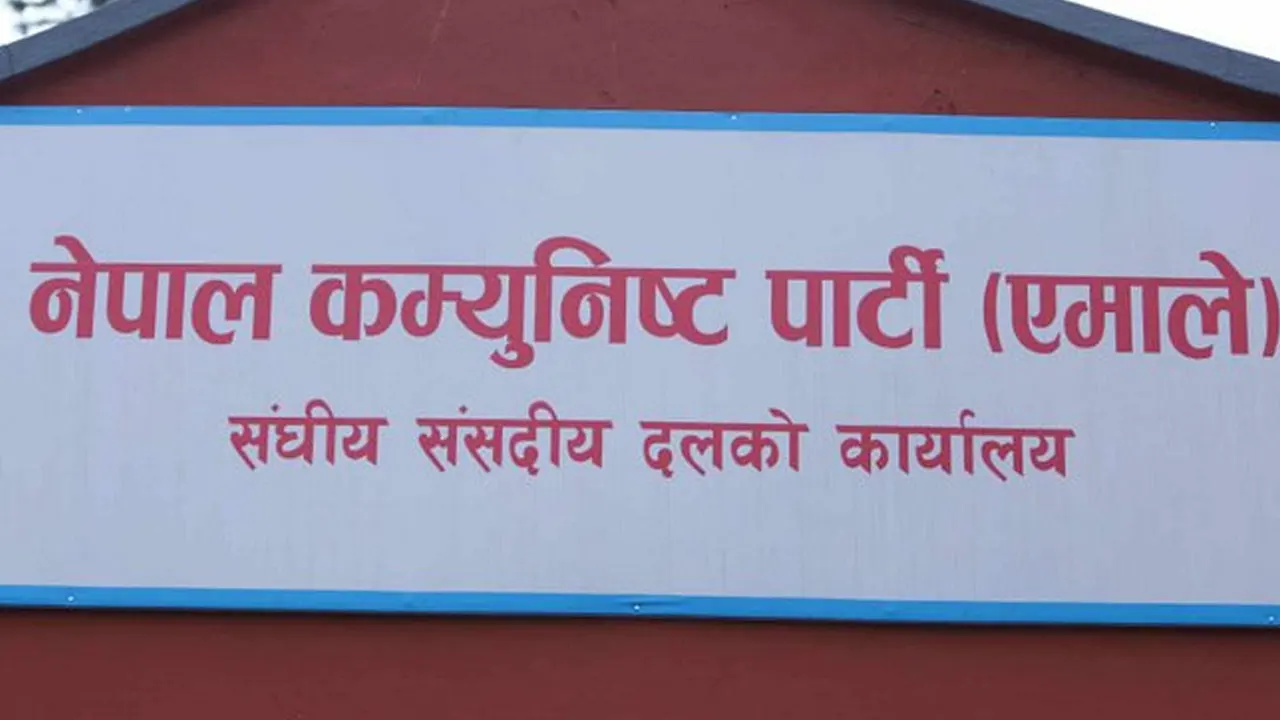 नेपाल कम्युनिष्ट पार्टी (एमाले)
संघीय संसदीय दलको कार्यालय